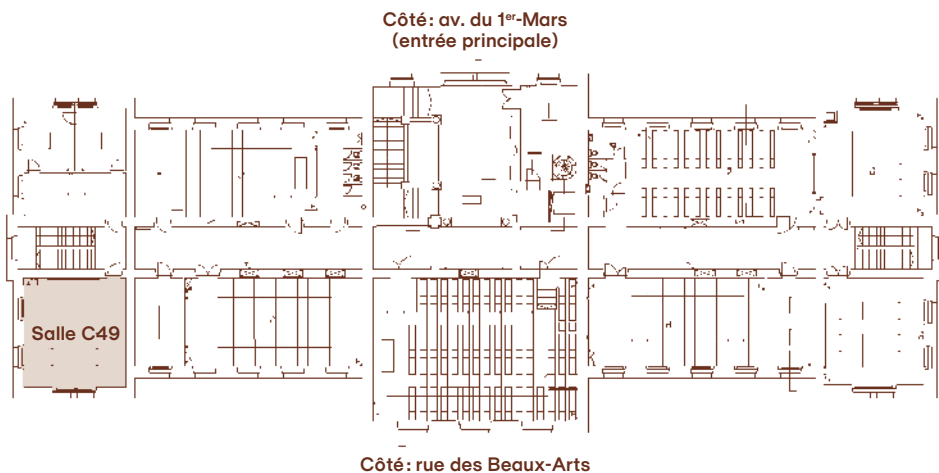 Côté: av. du 1er-Mars
(entrée principale)
Salle C49
Côté: rue des Beaux-Arts